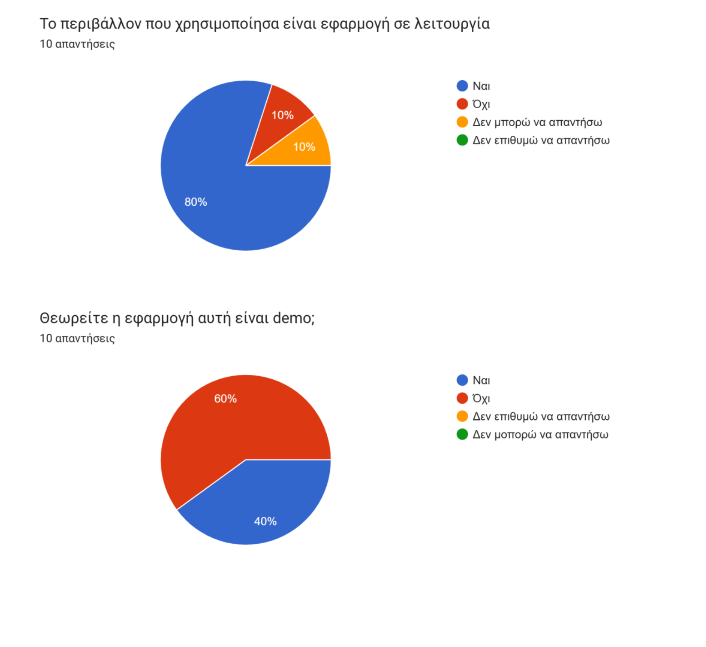 Το περιβάλλον που χρησιμοποίησα είναι εφαρμογή σε λειτουργία
10 απαντήσεις
Ναι
Όχι
Δεν μπορώ να απαντήσω
Δεν επιθυμώ να απαντήσω
10%
10%
80%
Θεωρείτε η εφαρμογή αυτή είναι demo;
10 απαντήσεις
Ναι
Όχι
Δεν επιθυμώ να απαντήσω
Δεν μοπορώ να απαντήσω
60%
40%